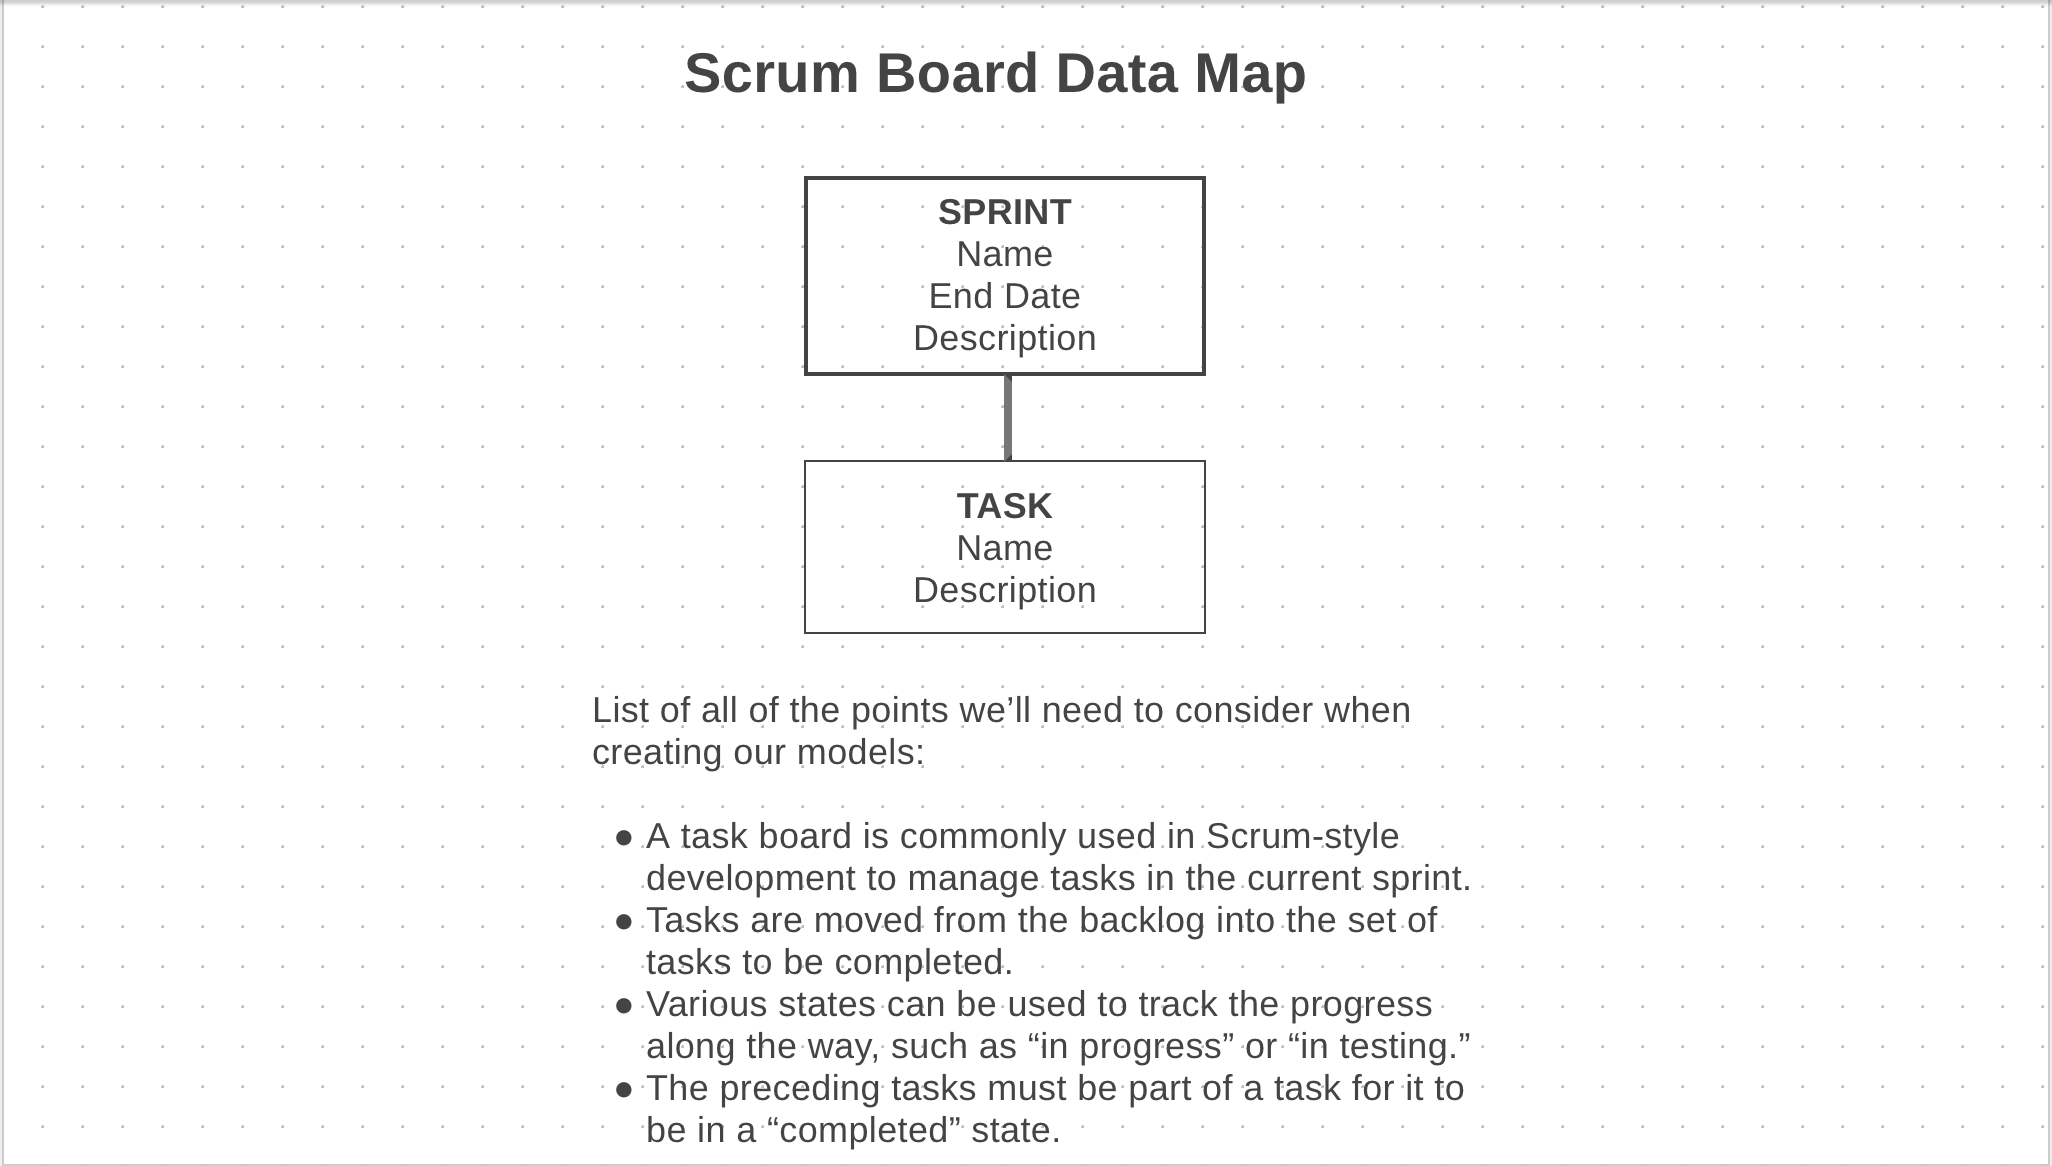 Scrum Board Data Map
SPRINT
Name
End Date
Description
TASK
Name
Description
List of all of the points we’ll need to consider when
creating our models:
● A task board is commonly used in Scrum-style
development to manage tasks in the current sprint.
● Tasks are moved from the backlog into the set of
tasks to be completed.
● Various states can be used to track the progress
along the way, such as “in progress” or “in testing.”
● The preceding tasks must be part of a task for it to
be in a “completed” state.